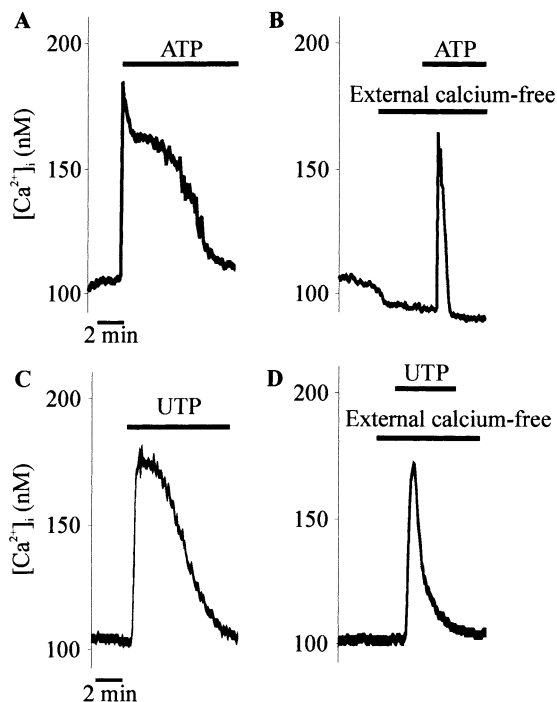 A
ATP
200
150
100
[Ca²⁺]ᵢ (nM)
2 min
B
ATP
External calcium-free
200
150
100
C
UTP
200
150
100
[Ca²⁺]ᵢ (nM)
2 min
D
UTP
External calcium-free
200
150
100